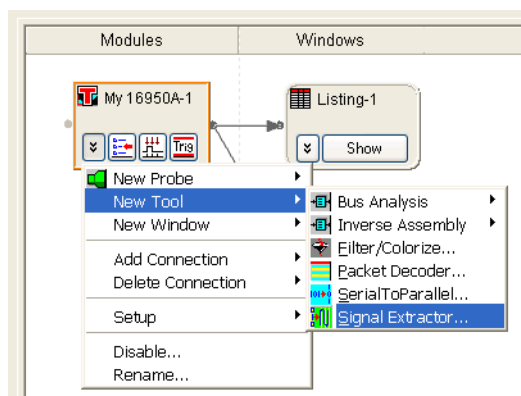 Modules Windows
My 16950A-1
Listing-1
Trig
Show
New Probe
New Tool
New Window
Add Connection
Delete Connection
Setup
Disable...
Rename...
Bus Analysis
Inverse Assembly
Filter/Colorize...
Packet Decoder...
SerialToParallel...
Signal Extractor...